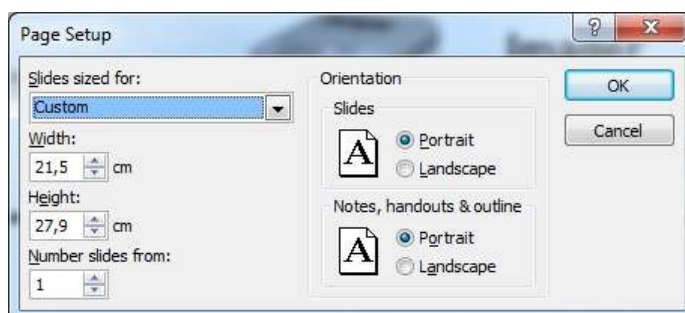 Page Setup
Slides sized for:
Custom
Width:
21,5 cm
Height:
27,9 cm
Number slides from:
1
Orientation
Slides
A
Portrait
Landscape
Notes, handouts & outline
A
Portrait
Landscape
OK
Cancel